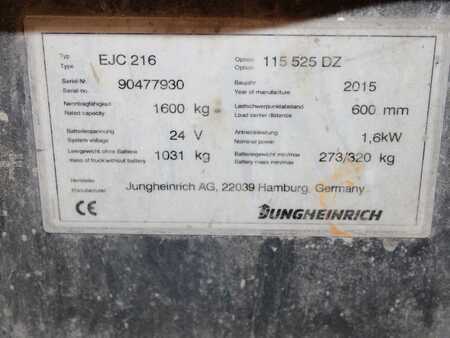 Typ EJC 216 Option 115 525 DZ
Type Option
Serial-Nr. 90477930 Baujahr 2015
Serial-no. Year of manufacture
Nenntragfähigkeit 1600 kg Lastschwerpunktabstand 600 mm
Rated capacity Load center distance
Batteriespannung 24 V Antriebsleistung 1,6kW
System voltage Nominal power
Leergewicht ohne Batterie 1031 kg Batteriegewicht min/max 273/320 kg
Mass of truck without battery Battery mass min/max
Hersteller Jungheinrich AG, 22039 Hamburg, Germany
Manufacturer
CE JUNGHEINRICH